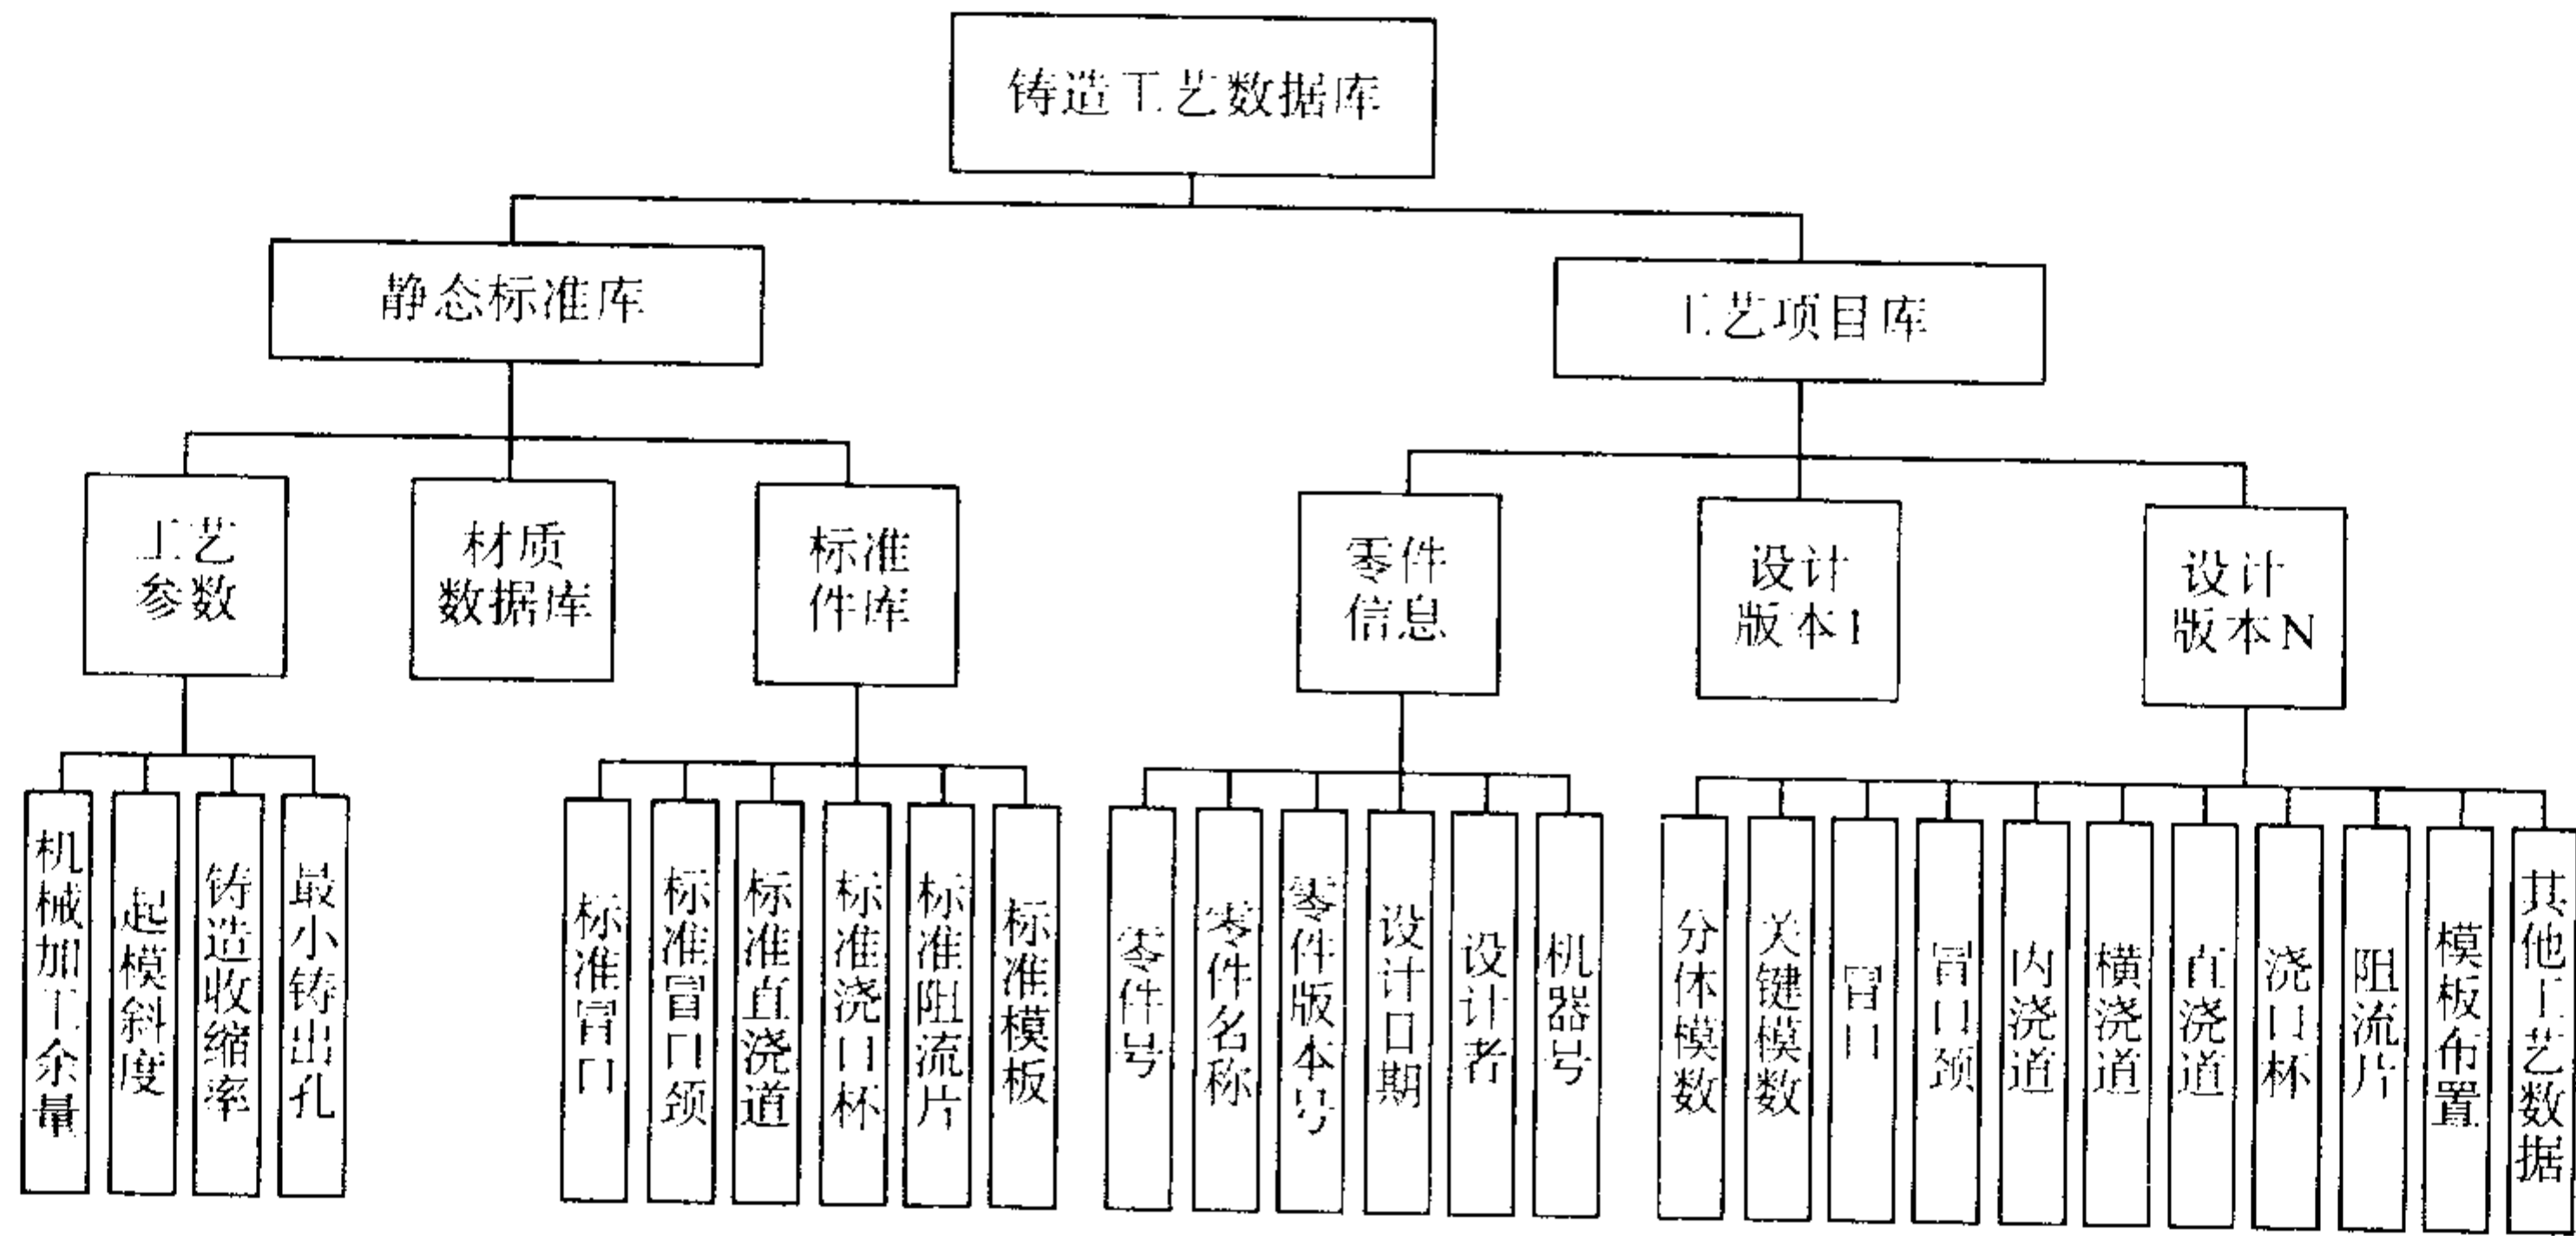 铸造工艺数据库
静态标准库
工艺项目库
工艺
参数
材质
数据库
标准
件库
零件
信息
设计
版本1
设计
版本N
机械加工余量
起模斜度
铸造收缩率
最小铸出孔
标准冒口
标准冒口颈
标准直浇道
标准浇口杯
标准阻流片
标准模板
零件号
零件名称
零件版本号
设计日期
设计者
机器号
分体模数
关键模数
冒口
冒口颈
内浇道
横浇道
直浇道
浇口杯
阻流片
模板布置
其他工艺数据